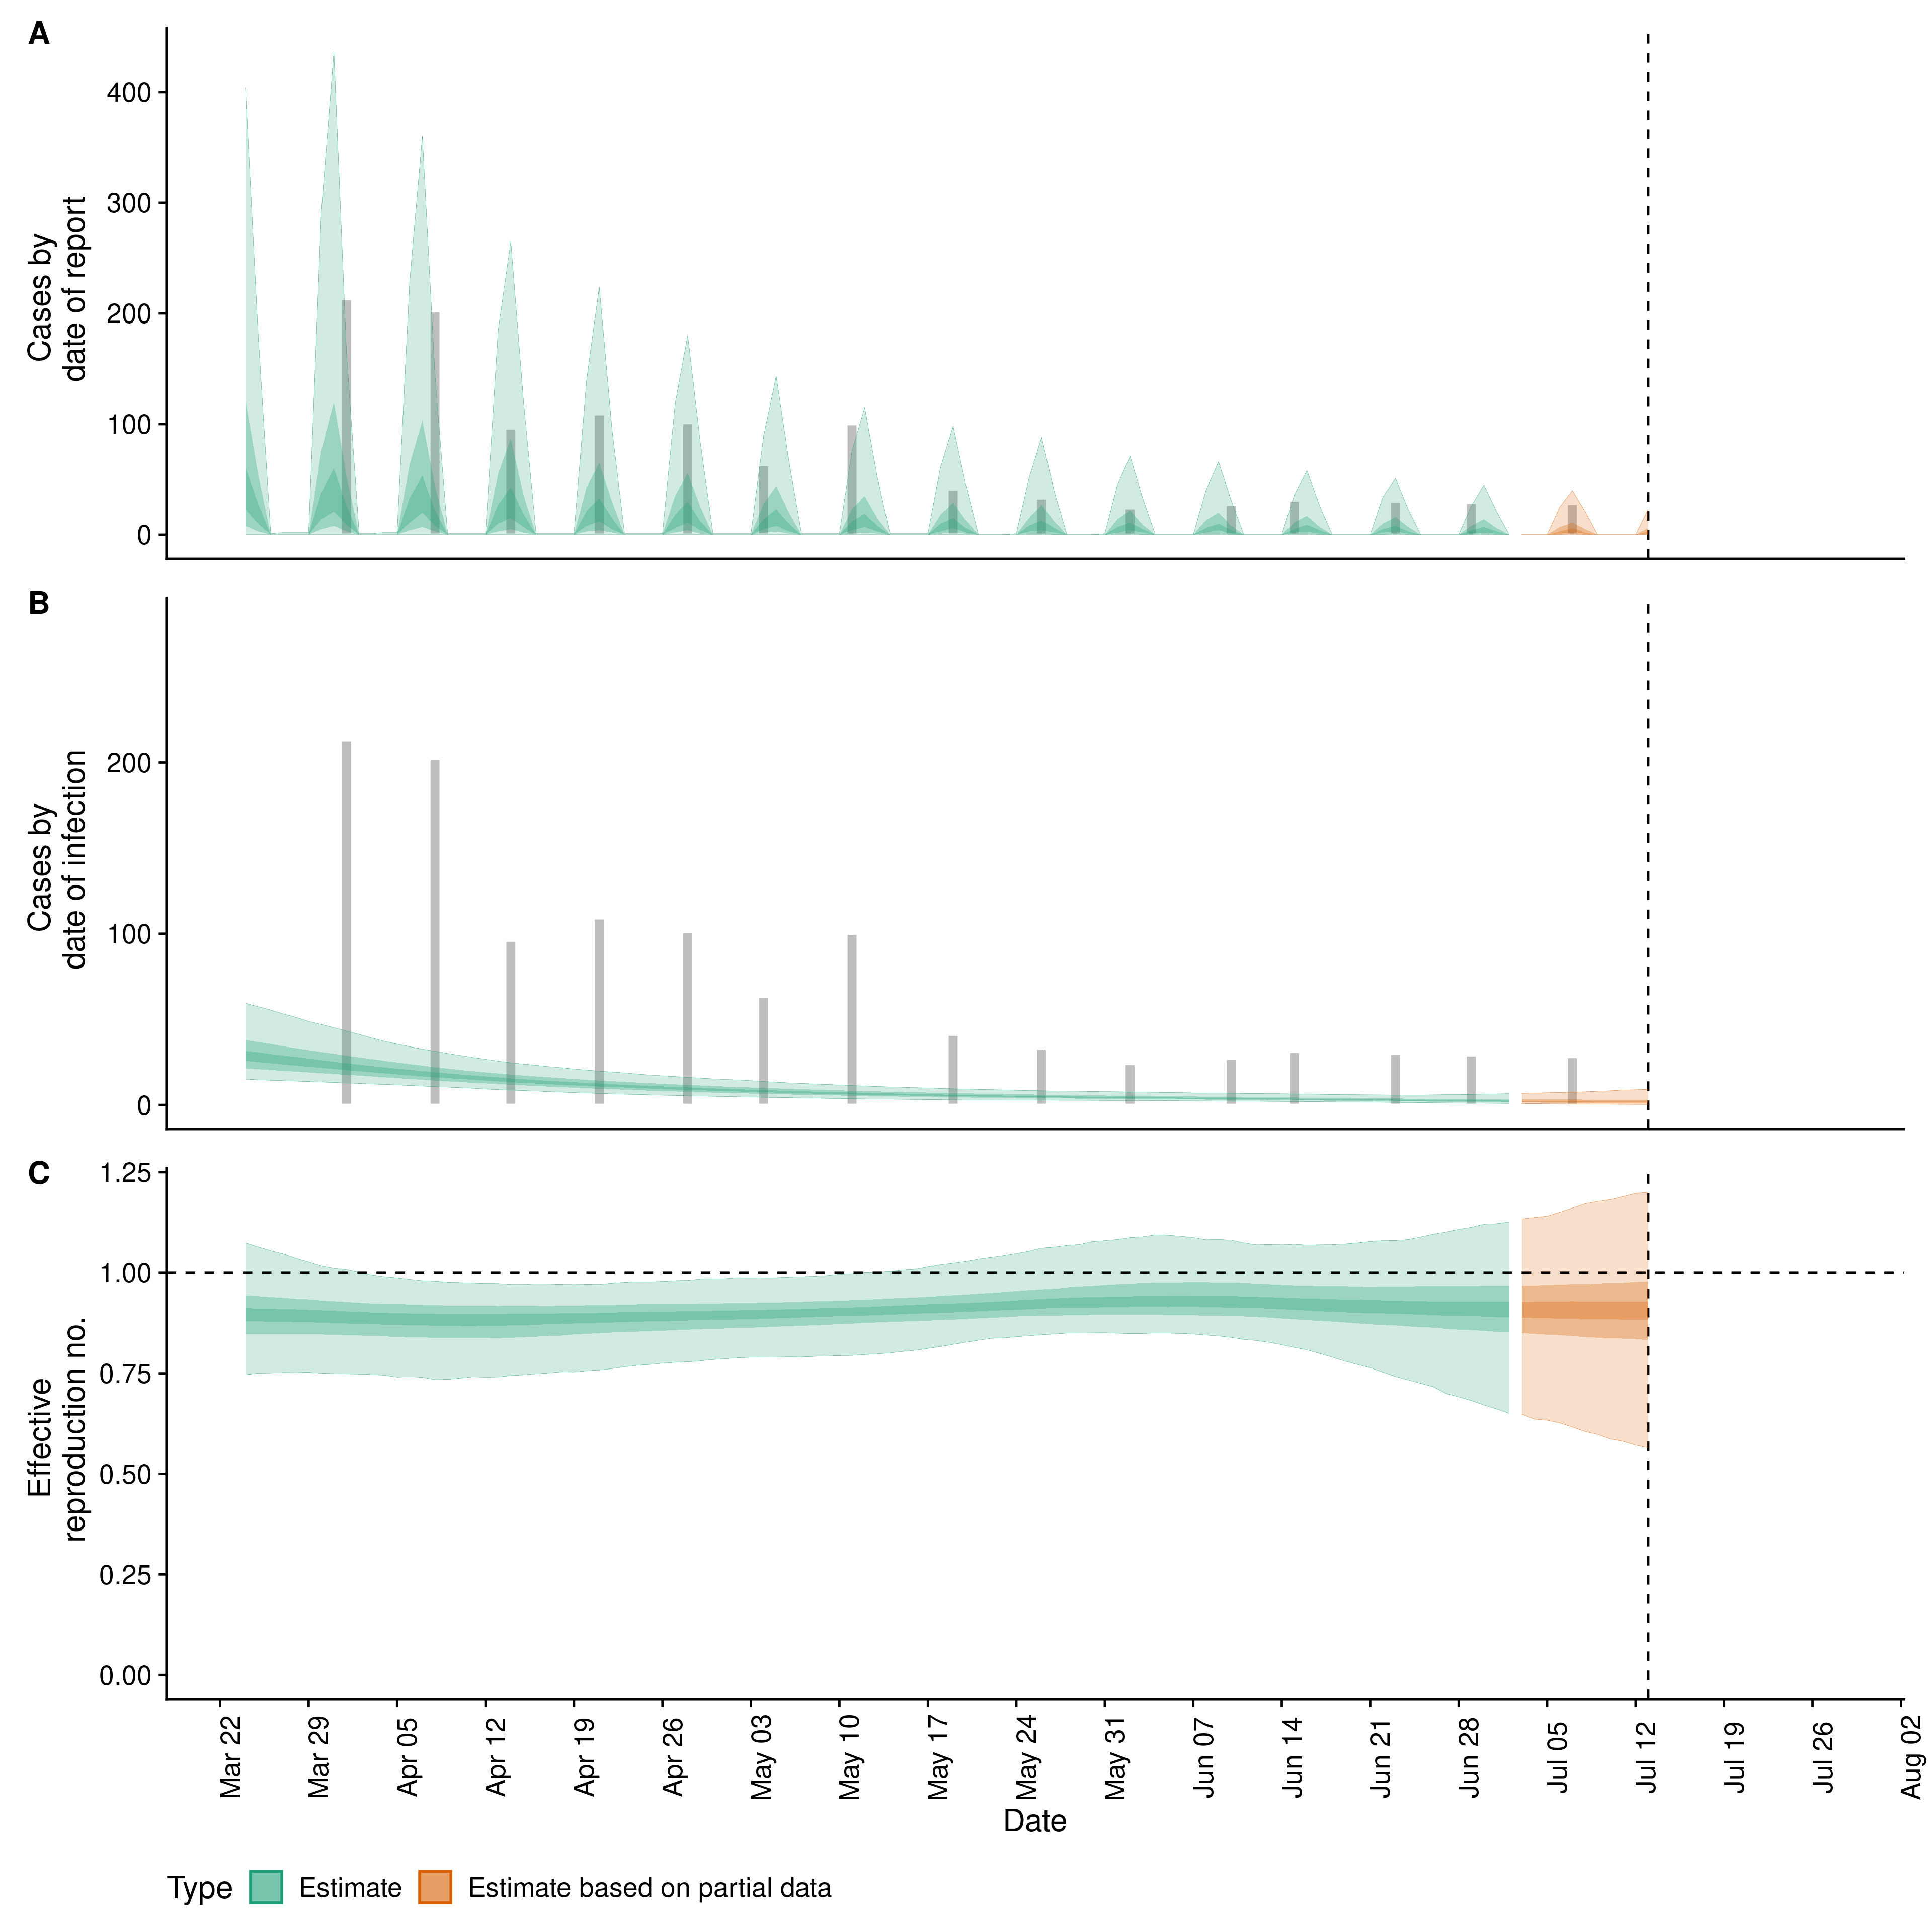 A
Cases by
date of report
400
300
200
100
0
B
Cases by
date of infection
200
100
0
C
Effective
reproduction no.
1.25
1.00
0.75
0.50
0.25
0.00
Mar 22
Mar 29
Apr 05
Apr 12
Apr 19
Apr 26
May 03
May 10
May 17
May 24
May 31
Jun 07
Jun 14
Jun 21
Jun 28
Jul 05
Jul 12
Jul 19
Jul 26
Aug 02
Date
Type
Estimate
Estimate based on partial data